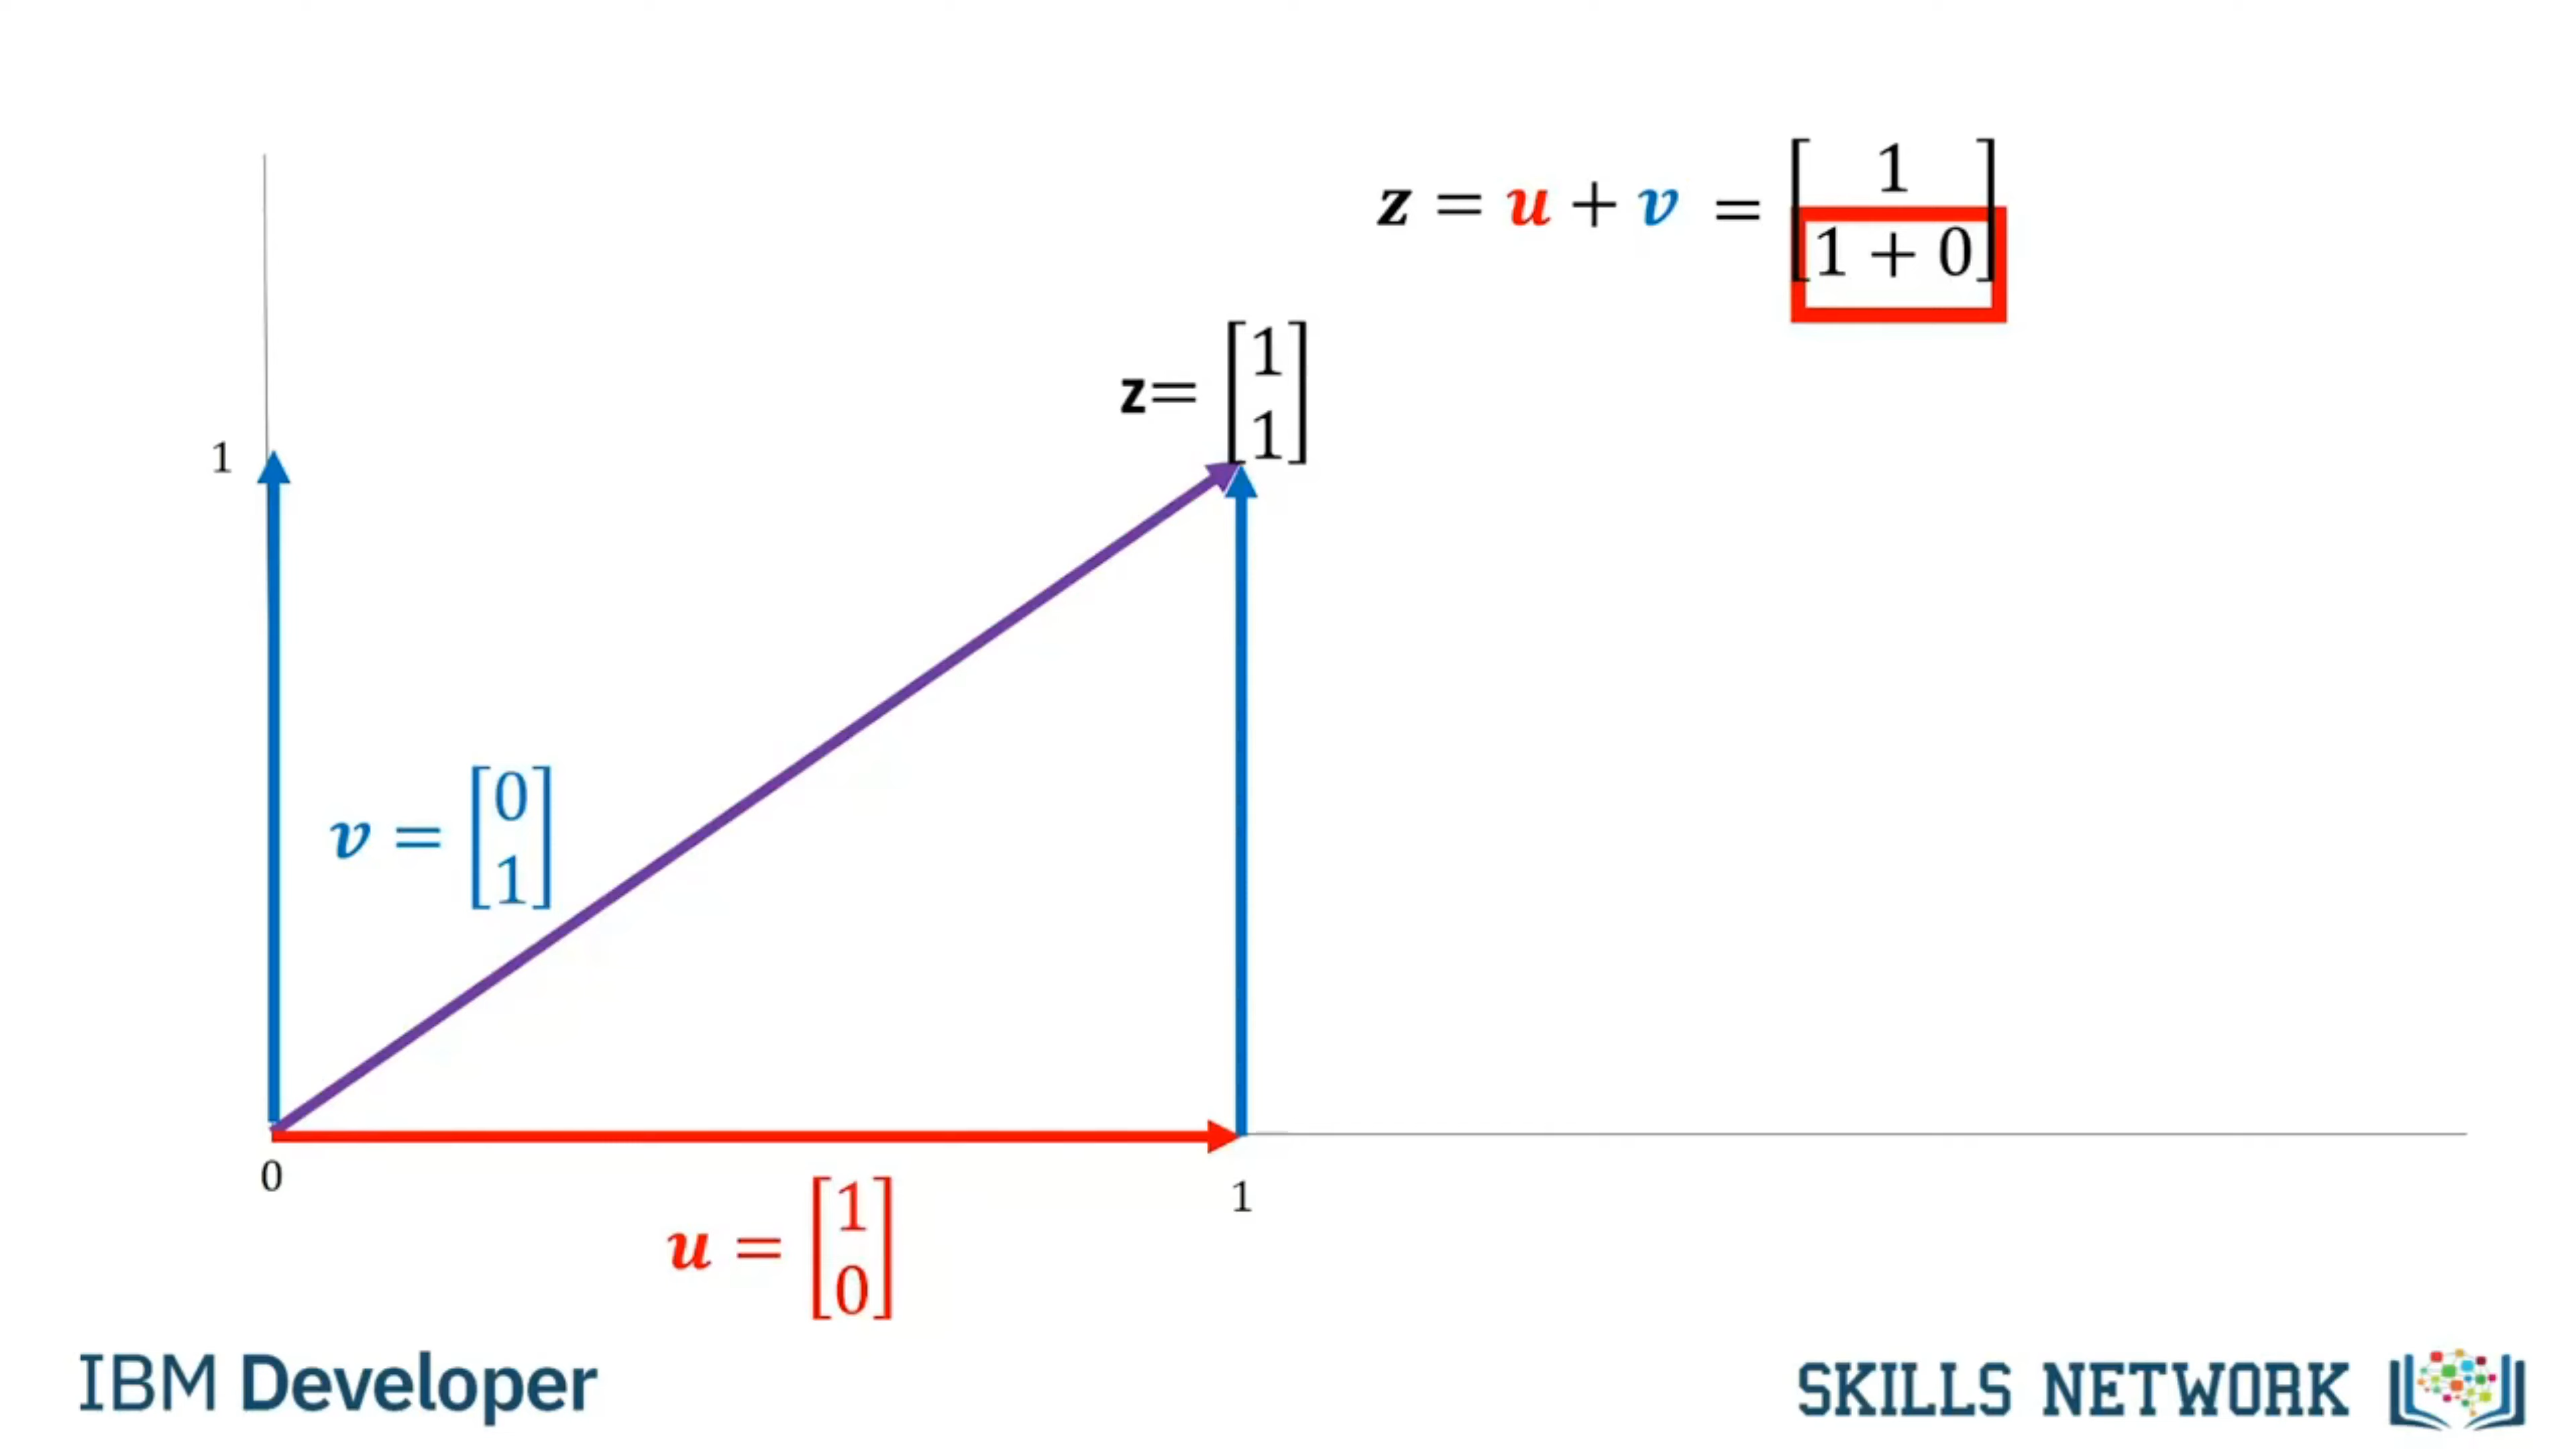 z = u + v = [1
1 + 0]
z= [1
1]
1
v = [0
1]
0
1
u = [1
0]
IBM Developer
SKILLS NETWORK